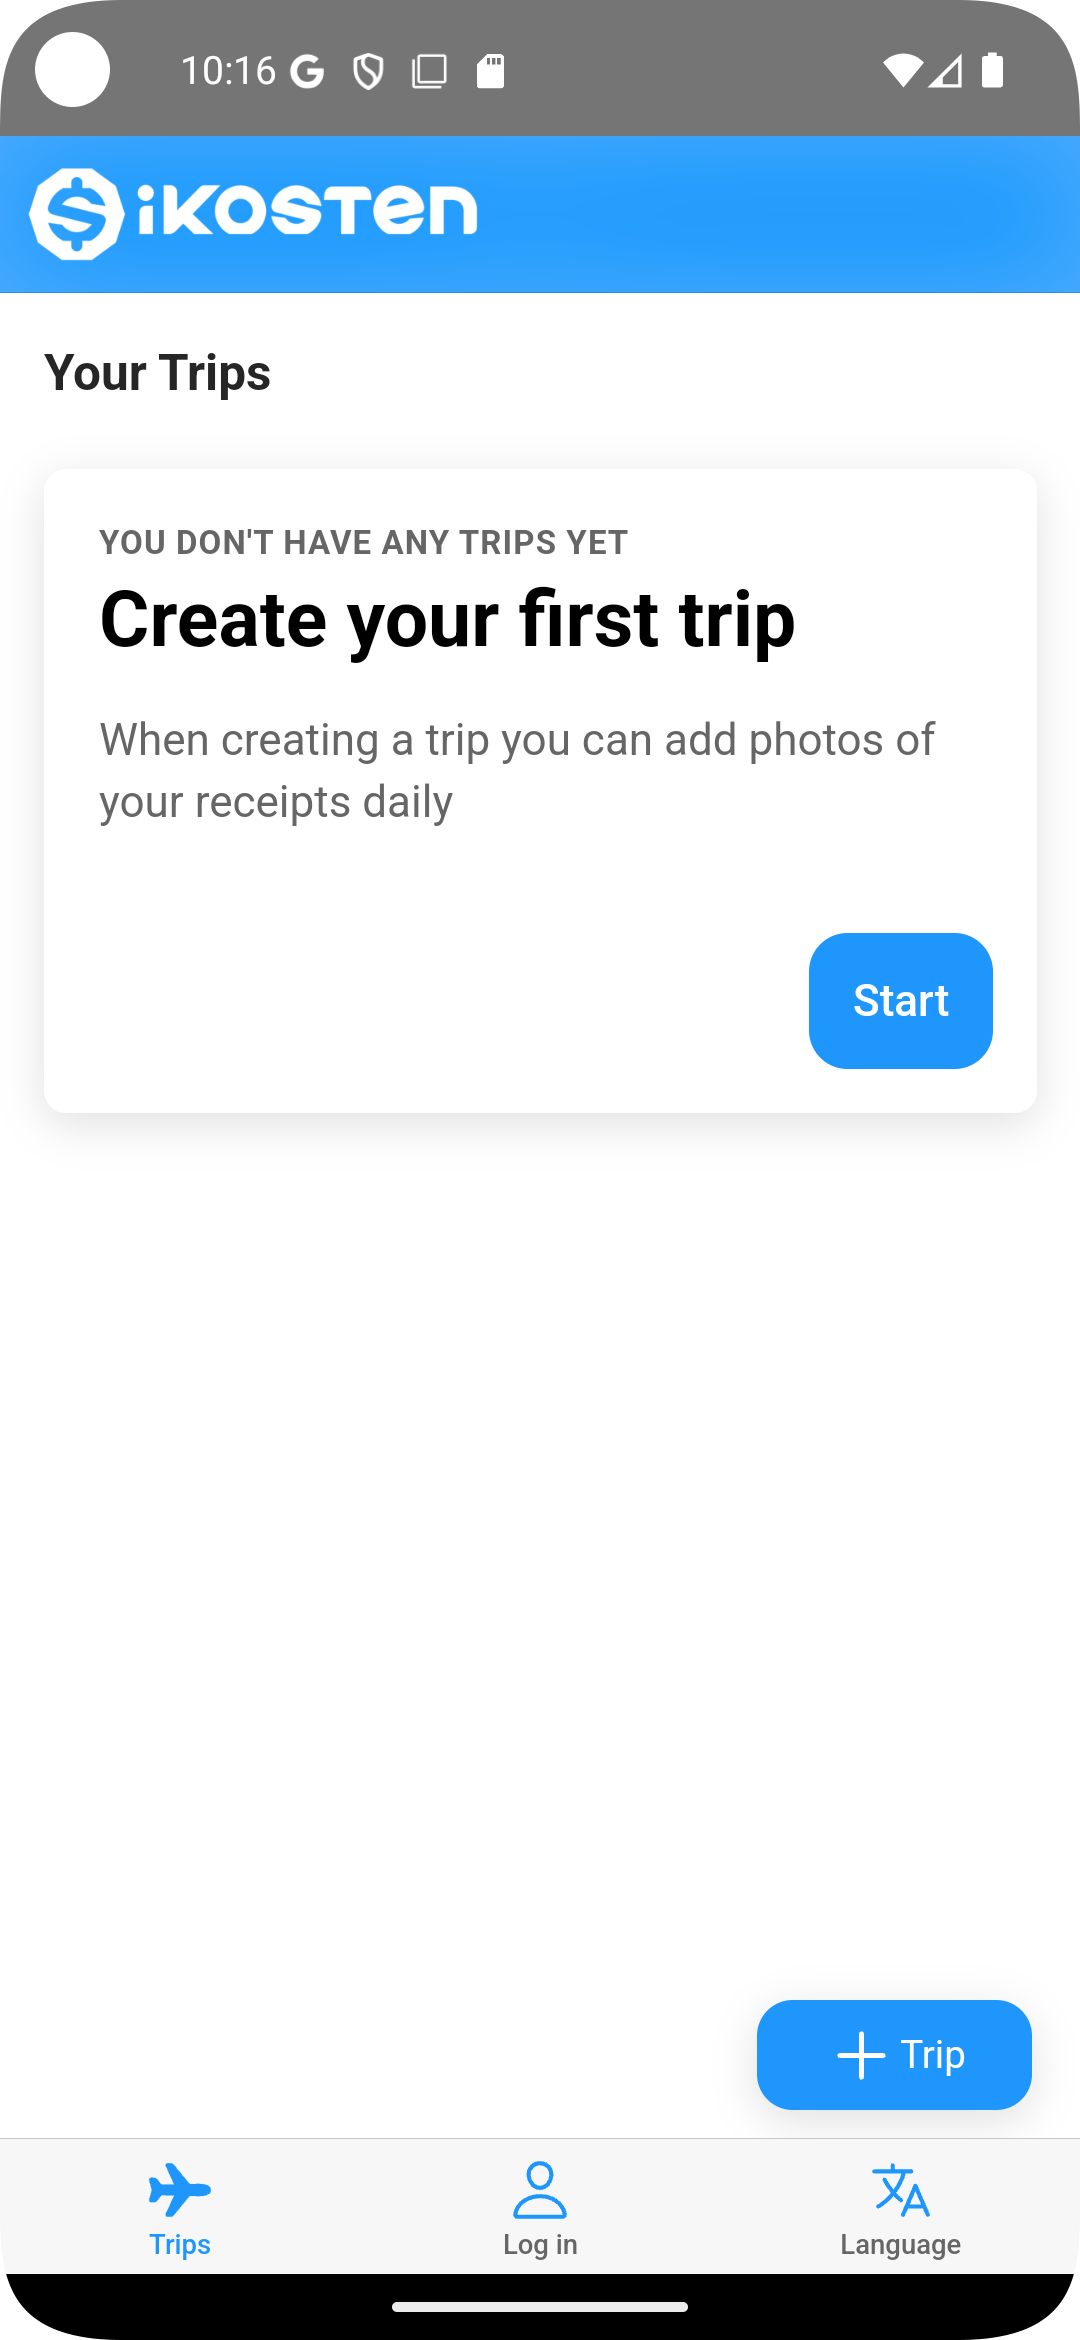 10:16
iKOSTEN
Your Trips
YOU DON'T HAVE ANY TRIPS YET
Create your first trip
When creating a trip you can add photos of
your receipts daily
Start
Trip
Trips
Log in
Language